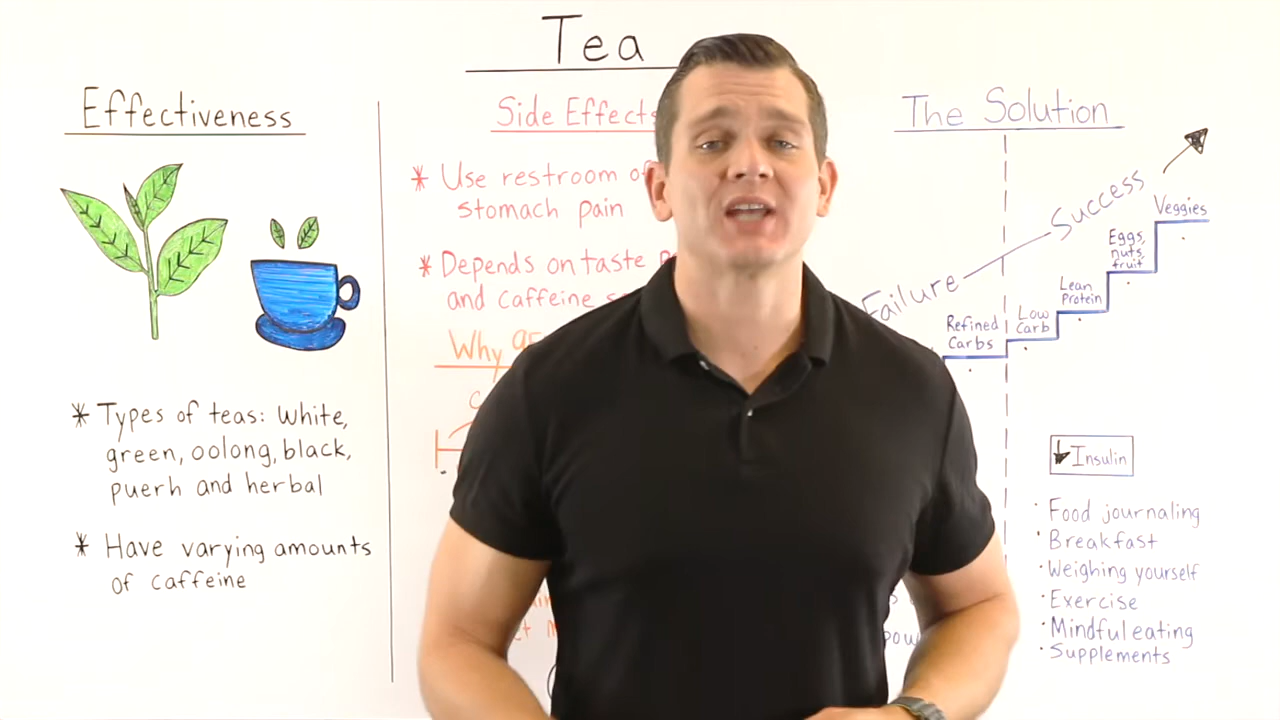 Tea
Effectiveness
* Types of teas: White,
green, oolong, black,
puerh and herbal
* Have varying amounts
of caffeine
Side Effects
* Use restroom
stomach pain
* Depends on taste
and caffeine
Why
The Solution
Failure
Success
Refined
Carbs
Low
Carb
Lean
Protein
Eggs,
nuts,
fruit
Veggies
Insulin
· Food journaling
· Breakfast
· Weighing yourself
· Exercise
· Mindful eating
· Supplements